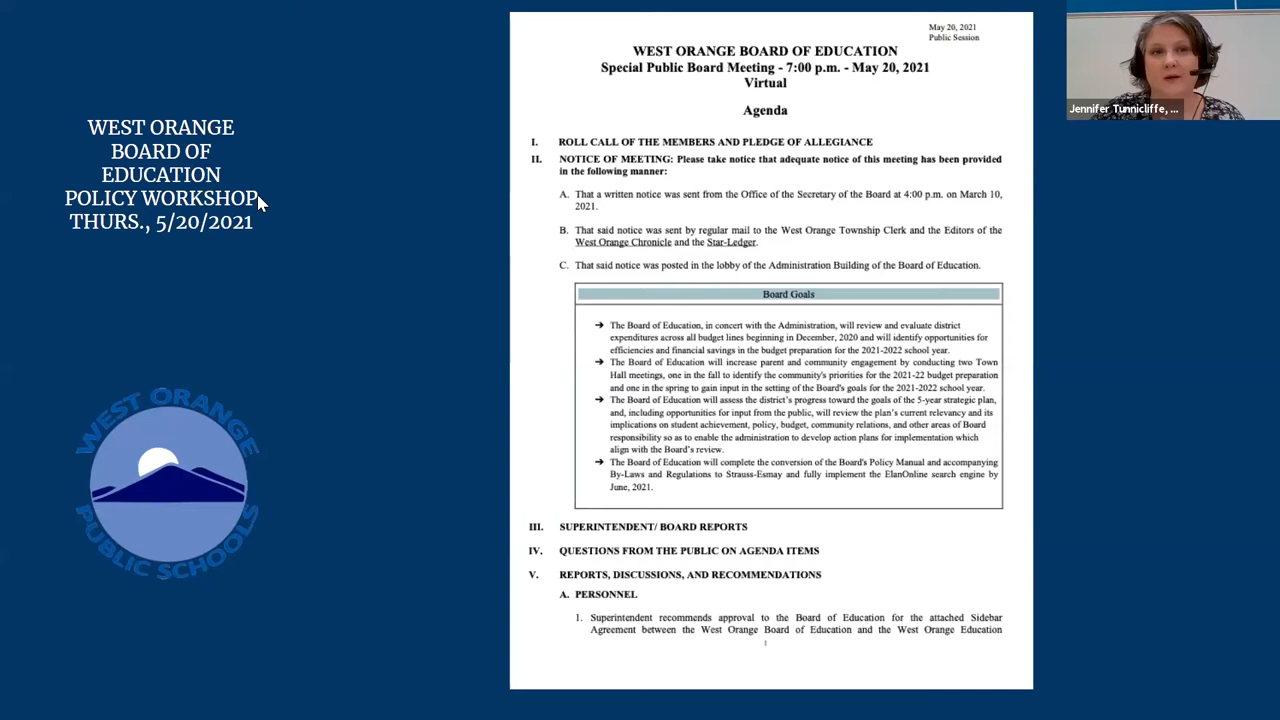 WEST ORANGE
BOARD OF
EDUCATION
POLICY WORKSHOP
THURS., 5/20/2021
WEST ORANGE
PUBLIC SCHOOLS
May 20, 2021
Public Session
WEST ORANGE BOARD OF EDUCATION
Special Public Board Meeting - 7:00 p.m. - May 20, 2021
Virtual
Agenda
I. ROLL CALL OF THE MEMBERS AND PLEDGE OF ALLEGIANCE
II. NOTICE OF MEETING: Please take notice that adequate notice of this meeting has been provided
in the following manner:
A. That a written notice was sent from the Office of the Secretary of the Board at 4:00 p.m. on March 10,
2021.
B. That said notice was sent by regular mail to the West Orange Township Clerk and the Editors of the
West Orange Chronicle and the Star-Ledger.
C. That said notice was posted in the lobby of the Administration Building of the Board of Education.
Board Goals
➔ The Board of Education, in concert with the Administration, will review and evaluate district
expenditures across all budget lines beginning in December, 2020 and will identify opportunities for
efficiencies and financial savings in the budget preparation for the 2021-2022 school year.
➔ The Board of Education will increase parent and community engagement by conducting two Town
Hall meetings, one in the fall to identify the community's priorities for the 2021-22 budget preparation
and one in the spring to gain input in the setting of the Board's goals for the 2021-2022 school year.
➔ The Board of Education will assess the district's progress toward the goals of the 5-year strategic plan,
and, including opportunities for input from the public, will review the plan's current relevancy and its
implications on student achievement, policy, budget, community relations, and other areas of Board
responsibility so as to enable the administration to develop action plans for implementation which
align with the Board's review.
➔ The Board of Education will complete the conversion of the Board's Policy Manual and accompanying
By-Laws and Regulations to Strauss-Esmay and fully implement the ElanOnline search engine by
June, 2021.
III. SUPERINTENDENT/ BOARD REPORTS
IV. QUESTIONS FROM THE PUBLIC ON AGENDA ITEMS
V. REPORTS, DISCUSSIONS, AND RECOMMENDATIONS
A. PERSONNEL
1. Superintendent recommends approval to the Board of Education for the attached Sidebar
Agreement between the West Orange Board of Education and the West Orange Education
1
Jennifer Tunnicliffe, ...